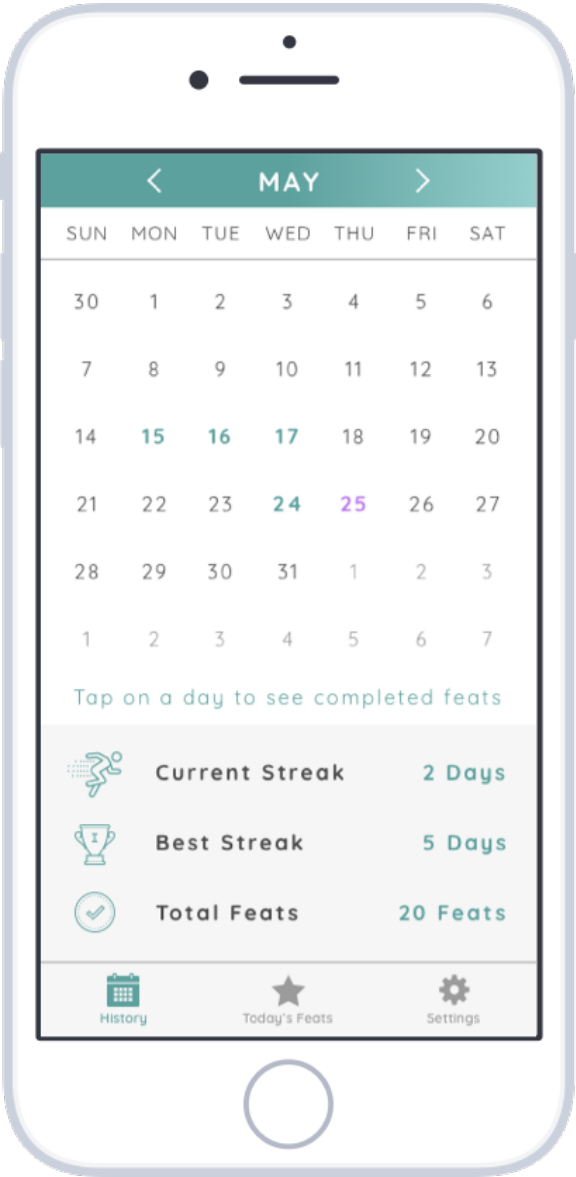 MAY
SUN MON TUE WED THU FRI SAT
30 1 2 3 4 5 6
7 8 9 10 11 12 13
14 15 16 17 18 19 20
21 22 23 24 25 26 27
28 29 30 31 1 2 3
1 2 3 4 5 6 7
Tap on a day to see completed feats
Current Streak 2 Days
1
Best Streak 5 Days
Total Feats 20 Feats
History Today's Feats Settings